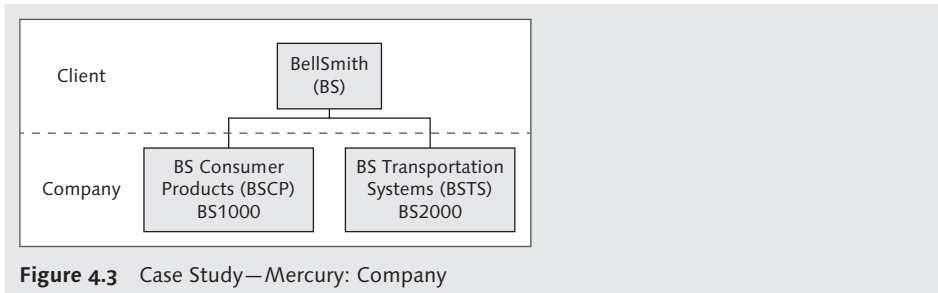 Client
BellSmith
(BS)
Company
BS Consumer
Products (BSCP)
BS1000
BS Transportation
Systems (BSTS)
BS2000
Figure 4.3 Case Study—Mercury: Company